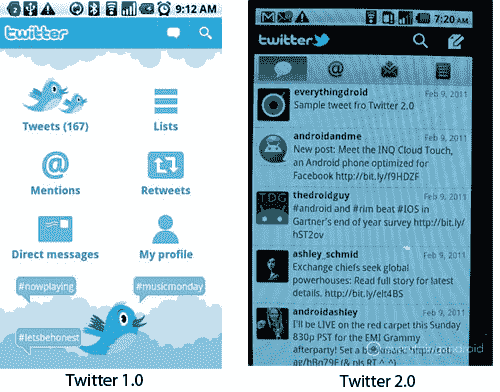 9:12 AM
twitter
Tweets (167)
Lists
Mentions
Retweets
Direct messages
My profile
#nowplaying
#musicmonday
#letsbehonest
Twitter 1.0
7:20 AM
twitter
everythingdroid Feb 9, 2011
Sample tweet fro Twitter 2.0
androidandme Feb 9, 2011
New post: Meet the INQ Cloud Touch,
an Android phone optimized for
Facebook http://bit.ly/f9HDZF
TDG
thedroidguy Feb 9, 2011
#android and #rim beat #IOS in
Gartner's end of year survey http://bit.ly/
hST2ov
ashley_schmid Feb 9, 2011
Exchange chiefs seek global
powerhouses: Read full story for latest
details. http://bit.ly/elt4BS
androidashley Feb 9, 2011
I'll be LIVE on the red carpet this Sunday
830p PST for the EMI Grammy
afterparty! Set a bookmark: http://bit.
RT ^_^)
Twitter 2.0